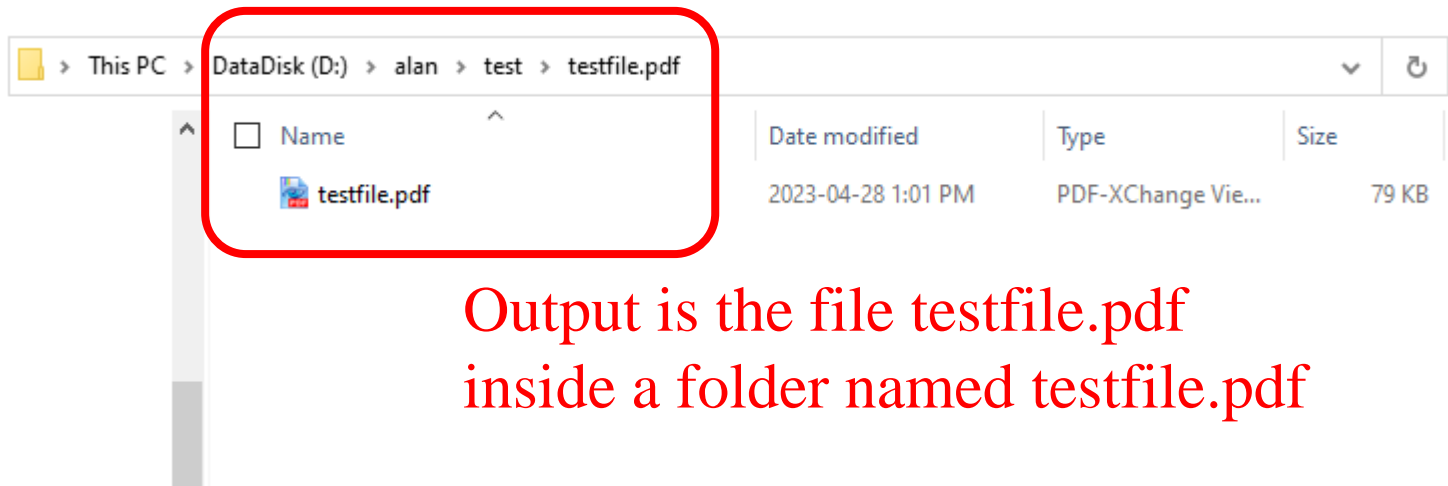 This PC > DataDisk (D:) > alan > test > testfile.pdf
Name Date modified Type Size
testfile.pdf 2023-04-28 1:01 PM PDF-XChange Vie... 79 KB
Output is the file testfile.pdf
inside a folder named testfile.pdf